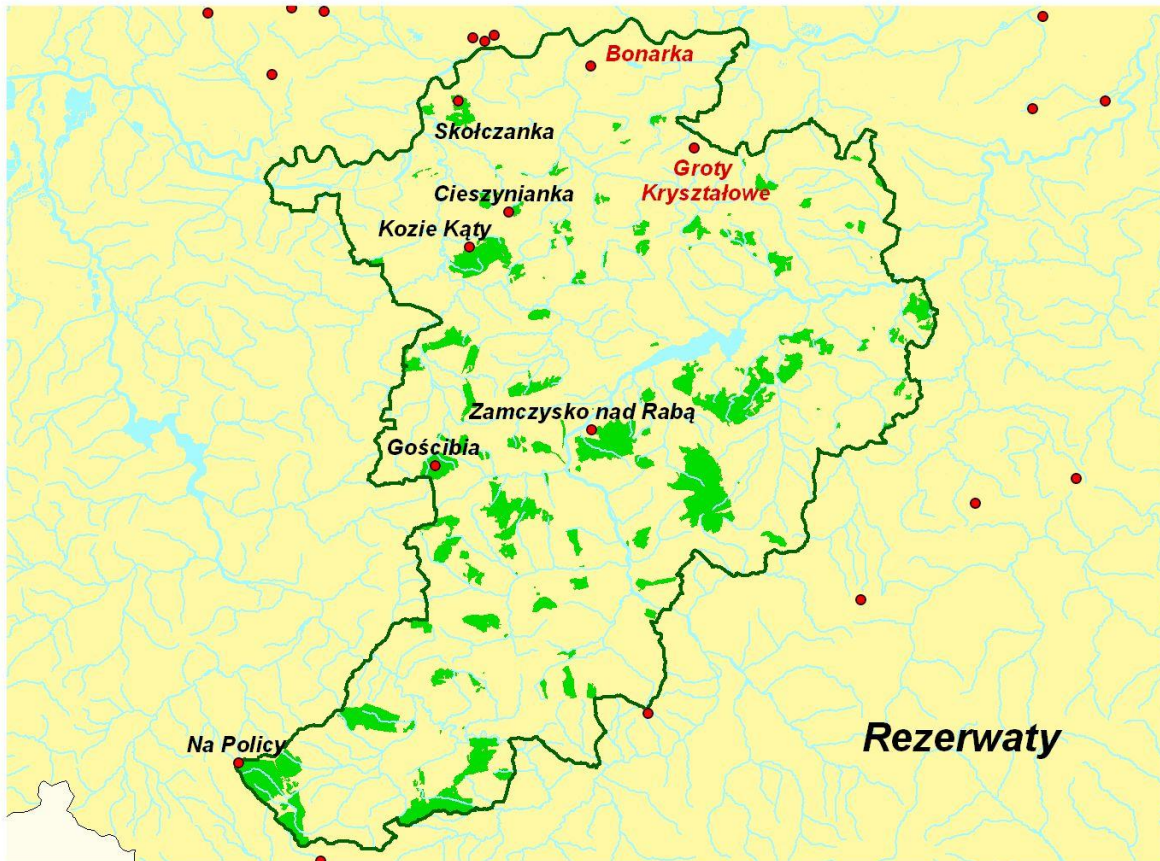 Bonarka
Skołczanka
Groty
Kryształowe
Cieszynianka
Kozie Kąty
Zamczysko nad Rabą
Gościbia
Rezerwaty
Na Policy